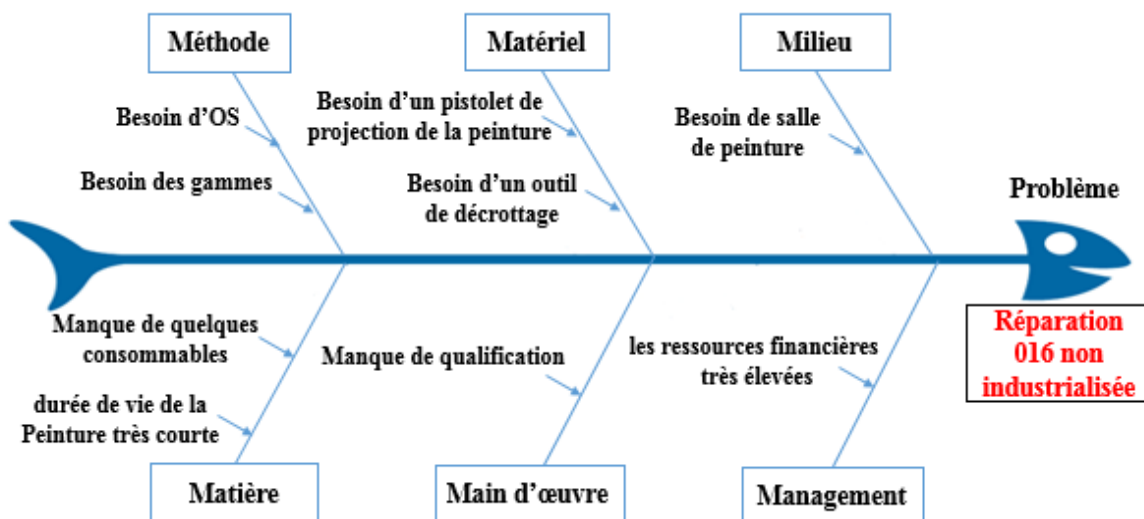 Méthode
Matériel
Milieu
Besoin d'OS
Besoin des gammes
Besoin d'un pistolet de
projection de la peinture
Besoin d'un outil
de décrottage
Besoin de salle
de peinture
Problème
Réparation
016 non
industrialisée
Manque de quelques
consommables
durée de vie de la
Peinture très courte
Manque de qualification
les ressources financières
très élevées
Matière
Main d'œuvre
Management